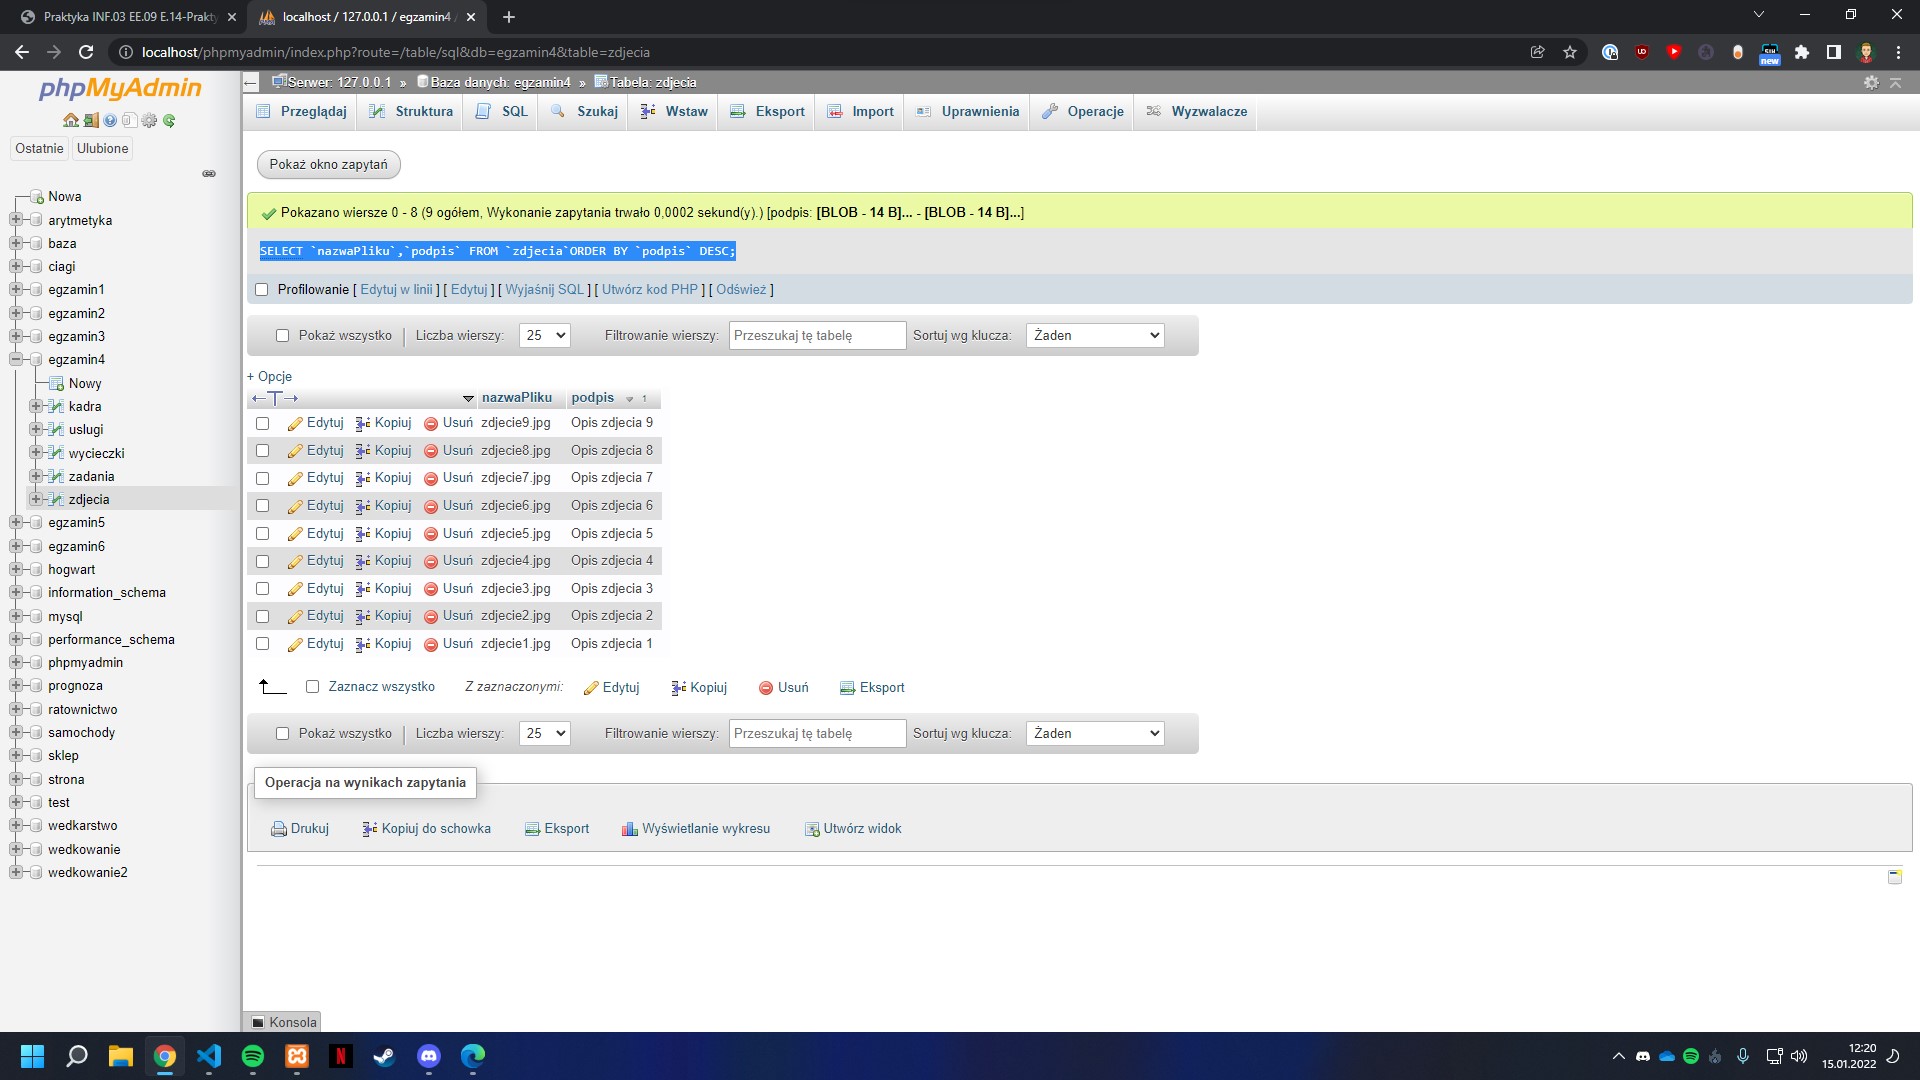 Praktyka INF.03 EE.09 E.14-Prakty
localhost / 127.0.0.1 / egzamin4 /
localhost/phpmyadmin/index.php?route=/table/sql&db=egzamin4&table=zdjecia
new
phpMyAdmin
Ostatnie
Ulubione
Nowa
arytmetyka
baza
ciagi
egzamin1
egzamin2
egzamin3
egzamin4
Nowy
kadra
uslugi
wycieczki
zadania
zdjecia
egzamin5
egzamin6
hogwart
information_schema
mysql
performance_schema
phpmyadmin
prognoza
ratownictwo
samochody
sklep
strona
test
wedkarstwo
wedkowanie
wedkowanie2
Serwer: 127.0.0.1 » Baza danych: egzamin4 » Tabela: zdjecia
Przeglądaj Struktura SQL Szukaj Wstaw Eksport Import Uprawnienia Operacje Wyzwalacze
Pokaż okno zapytań
Pokazano wiersze 0 - 8 (9 ogółem, Wykonanie zapytania trwało 0,0002 sekund(y).) [podpis: [BLOB - 14 B]... - [BLOB - 14 B]...]
SELECT `nazwaPliku`,`podpis` FROM `zdjecia`ORDER BY `podpis` DESC;
Profilowanie [ Edytuj w linii ] [ Edytuj ] [ Wyjaśnij SQL ] [ Utwórz kod PHP ] [ Odśwież ]
Pokaż wszystko Liczba wierszy: 25 Filtrowanie wierszy: Przeszukaj tę tabelę Sortuj wg klucza: Żaden
+ Opcje
nazwaPliku podpis 1
Edytuj Kopiuj Usuń zdjecie9.jpg Opis zdjecia 9
Edytuj Kopiuj Usuń zdjecie8.jpg Opis zdjecia 8
Edytuj Kopiuj Usuń zdjecie7.jpg Opis zdjecia 7
Edytuj Kopiuj Usuń zdjecie6.jpg Opis zdjecia 6
Edytuj Kopiuj Usuń zdjecie5.jpg Opis zdjecia 5
Edytuj Kopiuj Usuń zdjecie4.jpg Opis zdjecia 4
Edytuj Kopiuj Usuń zdjecie3.jpg Opis zdjecia 3
Edytuj Kopiuj Usuń zdjecie2.jpg Opis zdjecia 2
Edytuj Kopiuj Usuń zdjecie1.jpg Opis zdjecia 1
Zaznacz wszystko Z zaznaczonymi: Edytuj Kopiuj Usuń Eksport
Pokaż wszystko Liczba wierszy: 25 Filtrowanie wierszy: Przeszukaj tę tabelę Sortuj wg klucza: Żaden
Operacja na wynikach zapytania
Drukuj Kopiuj do schowka Eksport Wyświetlanie wykresu Utwórz widok
Konsola
12:20
15.01.2022